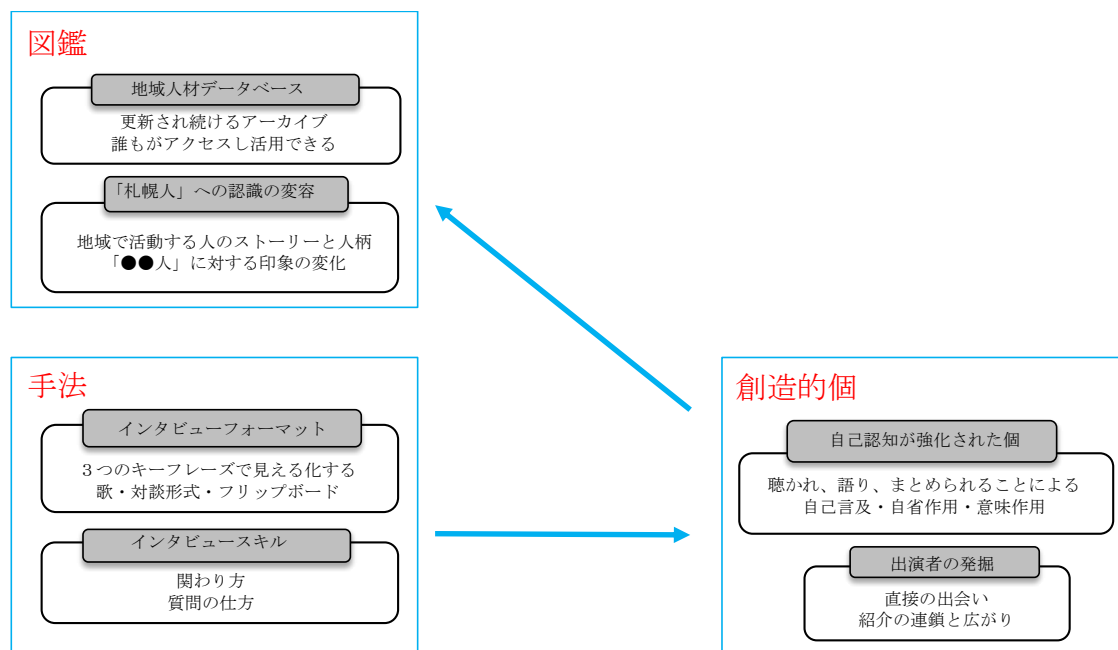 図鑑
地域人材データベース
更新され続けるアーカイブ
誰もがアクセスし活用できる
「札幌人」への認識の変容
地域で活動する人のストーリーと人柄
「●●人」に対する印象の変化
手法
インタビューフォーマット
３つのキーフレーズで見える化する
歌・対談形式・フリップボード
インタビュースキル
関わり方
質問の仕方
創造的個
自己認知が強化された個
聴かれ、語り、まとめられることによる
自己言及・自省作用・意味作用
出演者の発掘
直接の出会い
紹介の連鎖と広がり